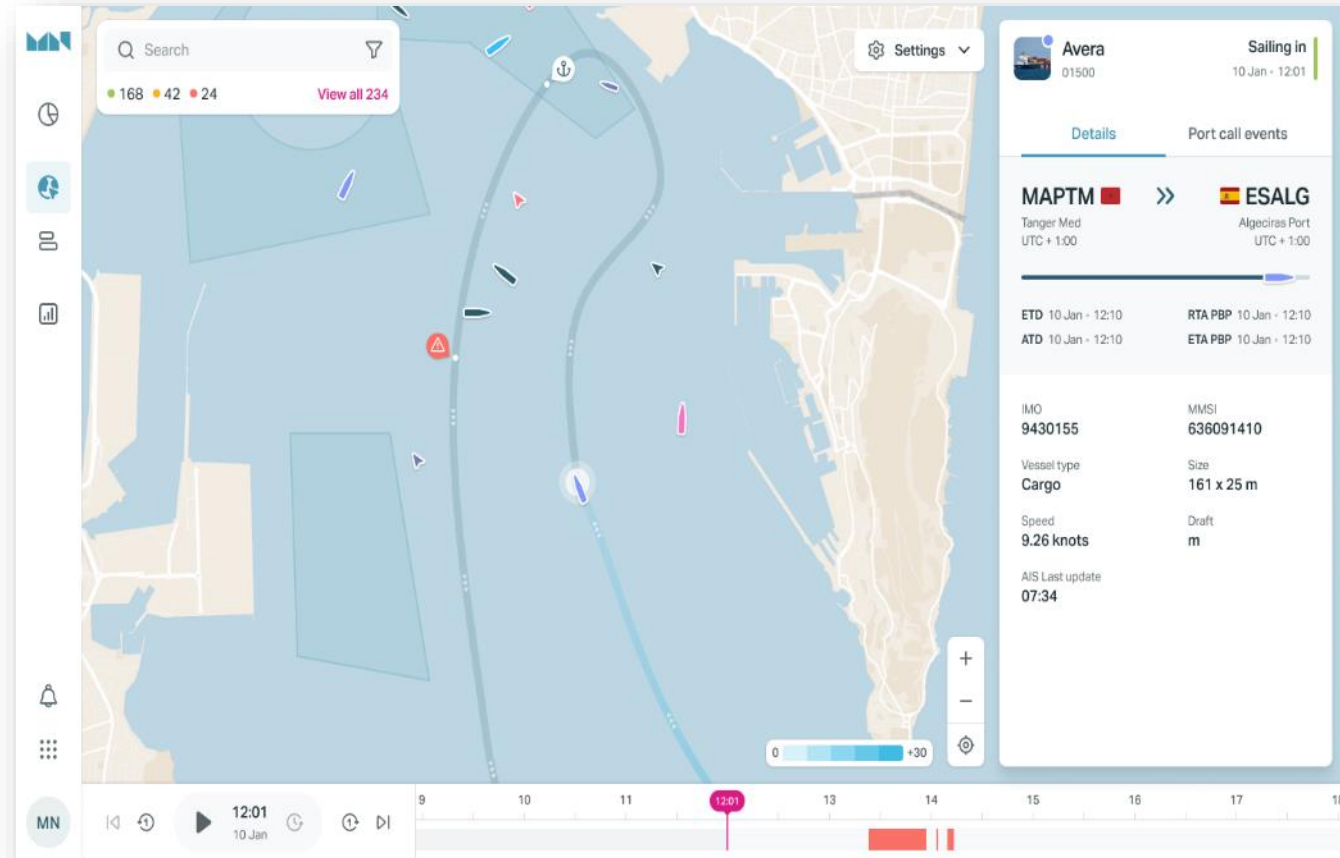 Search
168 42 24 View all 234
Settings
Avera
01500
Sailing in
10 Jan - 12:01
Details Port call events
MAPTM ESALG
Tanger Med Algeciras Port
UTC + 1:00 UTC + 1:00
ETD 10 Jan - 12:10 RTA PBP 10 Jan - 12:10
ATD 10 Jan - 12:10 ETA PBP 10 Jan - 12:10
IMO MMSI
9430155 636091410
Vessel type Size
Cargo 161 x 25 m
Speed Draft
9.26 knots m
AIS Last update
07:34
0 +30
9 10 11 12:01 13 14 15 16 17
MN
12:01
10 Jan